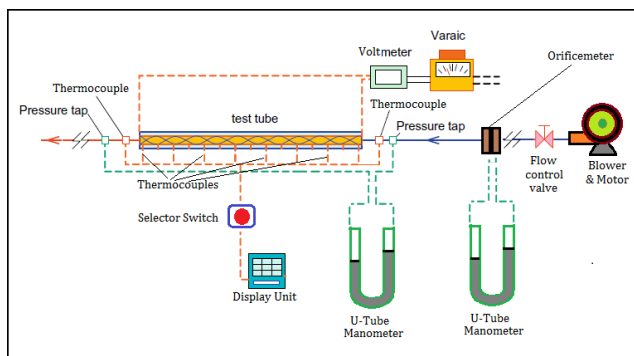 Voltmeter
Varaic
Orificemeter
Thermocouple
Pressure tap
test tube
Thermocouple
Pressure tap
Thermocouples
Flow
control
valve
Blower
& Motor
Selector Switch
Display Unit
U-Tube
Manometer
U-Tube
Manometer